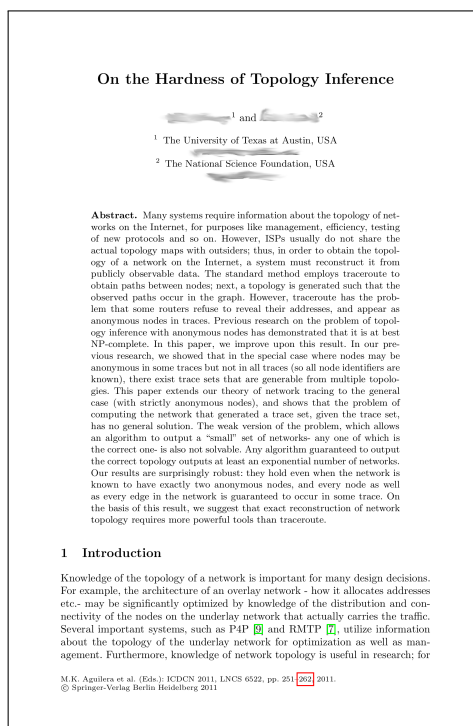 On the Hardness of Topology Inference
1 and 2
1 The University of Texas at Austin, USA
2 The National Science Foundation, USA
Abstract. Many systems require information about the topology of net-
works on the Internet, for purposes like management, efficiency, testing
of new protocols and so on. However, ISPs usually do not share the
actual topology maps with outsiders; thus, in order to obtain the topol-
ogy of a network on the Internet, a system must reconstruct it from
publicly observable data. The standard method employs traceroute to
obtain paths between nodes; next, a topology is generated such that the
observed paths occur in the graph. However, traceroute has the prob-
lem that some routers refuse to reveal their addresses, and appear as
anonymous nodes in traces. Previous research on the problem of topol-
ogy inference with anonymous nodes has demonstrated that it is at best
NP-complete. In this paper, we improve upon this result. In our pre-
vious research, we showed that in the special case where nodes may be
anonymous in some traces but not in all traces (so all node identifiers are
known), there exist trace sets that are generable from multiple topolo-
gies. This paper extends our theory of network tracing to the general
case (with strictly anonymous nodes), and shows that the problem of
computing the network that generated a trace set, given the trace set,
has no general solution. The weak version of the problem, which allows
an algorithm to output a “small” set of networks- any one of which is
the correct one- is also not solvable. Any algorithm guaranteed to output
the correct topology outputs at least an exponential number of networks.
Our results are surprisingly robust: they hold even when the network is
known to have exactly two anonymous nodes, and every node as well
as every edge in the network is guaranteed to occur in some trace. On
the basis of this result, we suggest that exact reconstruction of network
topology requires more powerful tools than traceroute.
1 Introduction
Knowledge of the topology of a network is important for many design decisions.
For example, the architecture of an overlay network - how it allocates addresses
etc.- may be significantly optimized by knowledge of the distribution and con-
nectivity of the nodes on the underlay network that actually carries the traffic.
Several important systems, such as P4P [9] and RMTP [7], utilize information
about the topology of the underlay network for optimization as well as man-
agement. Furthermore, knowledge of network topology is useful in research; for
M.K. Aguilera et al. (Eds.): ICDCN 2011, LNCS 6522, pp. 251–262, 2011.
© Springer-Verlag Berlin Heidelberg 2011